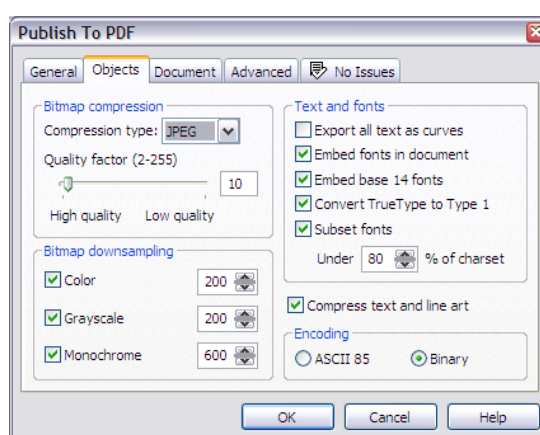 Publish To PDF
General Objects Document Advanced No Issues
Bitmap compression
Compression type: JPEG
Quality factor (2-255)
10
High quality Low quality
Bitmap downsampling
Color 200
Grayscale 200
Monochrome 600
Text and fonts
Export all text as curves
Embed fonts in document
Embed base 14 fonts
Convert TrueType to Type 1
Subset fonts
Under 80 % of charset
Compress text and line art
Encoding
ASCII 85 Binary
OK Cancel Help